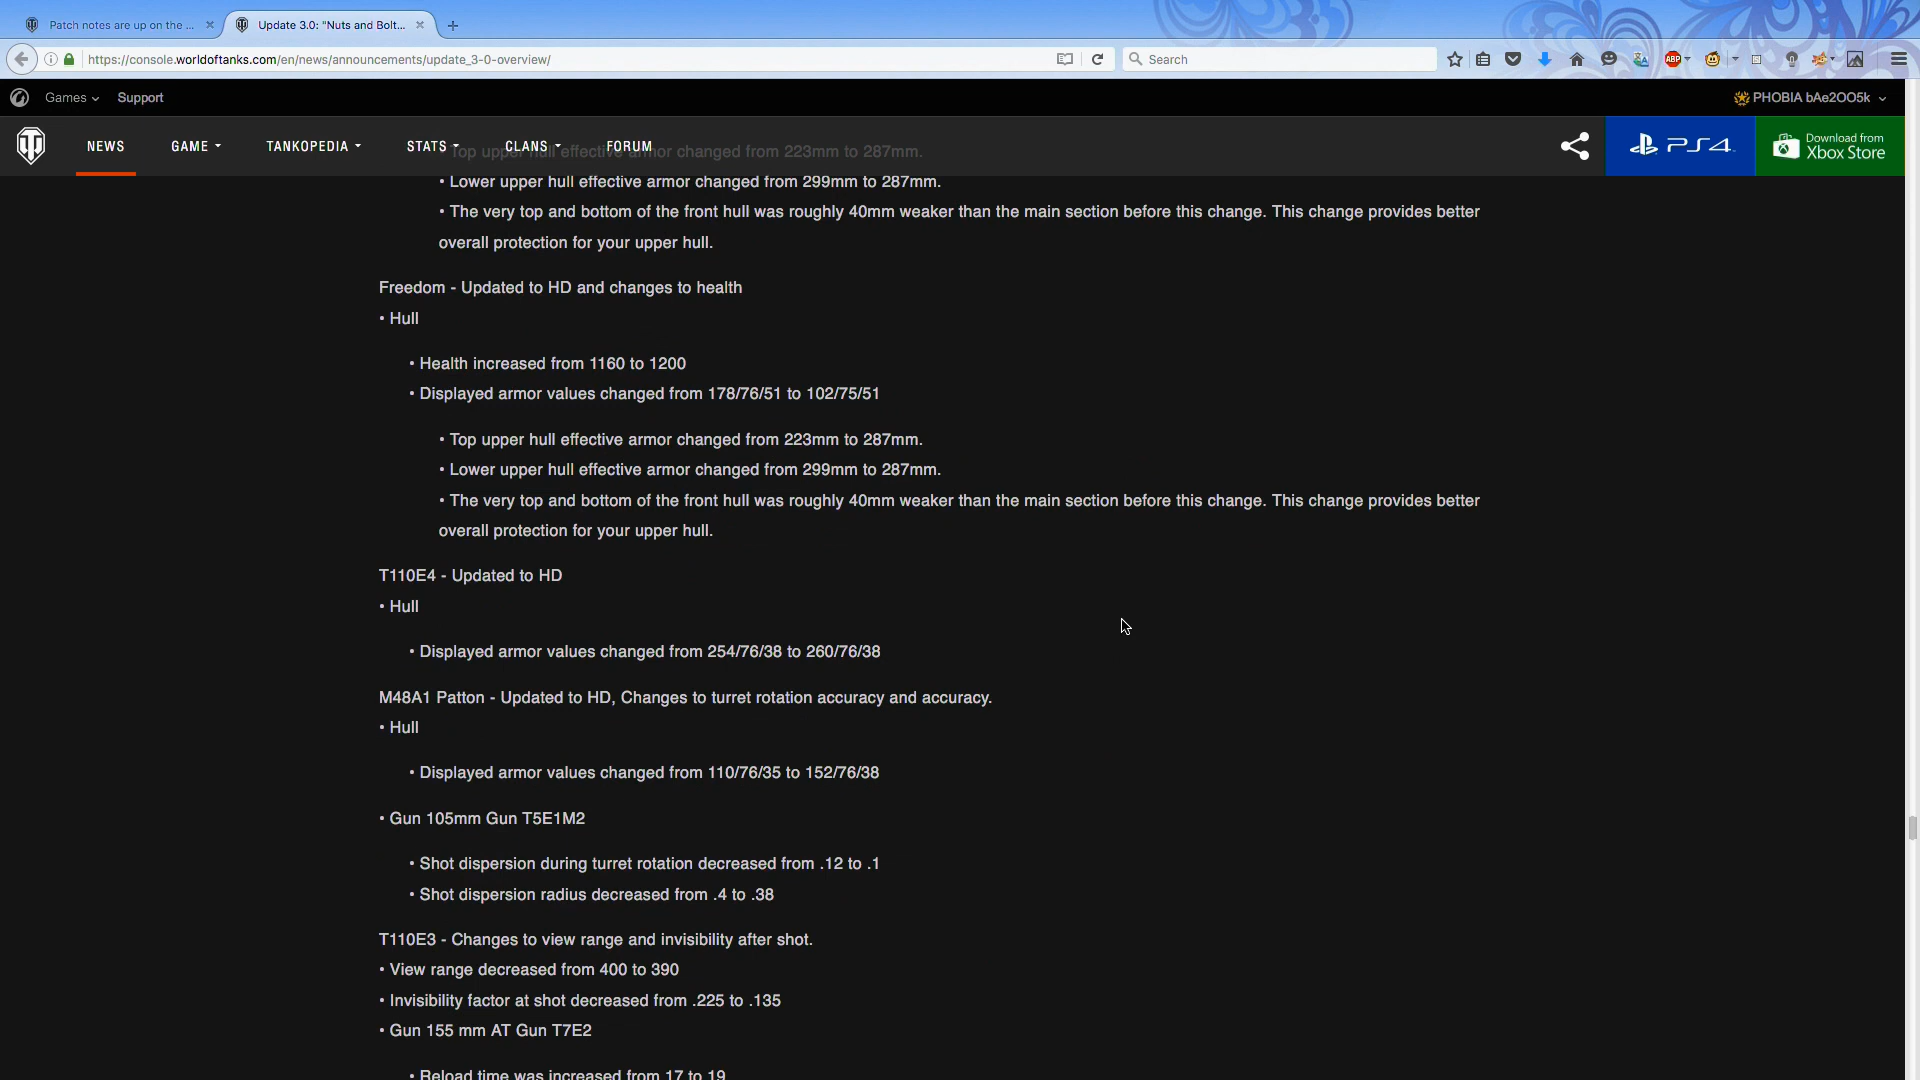 Patch notes are up on the ...
Update 3.0: "Nuts and Bolt...
https://console.worldoftanks.com/en/news/announcements/update_3-0-overview/
Search
ABP
Games
Support
PHOBIA bAe2OO5k
NEWS
GAME
TANKOPEDIA
STATS
CLANS
FORUM
PS4
Download from
Xbox Store
Top upper hull effective armor changed from 223mm to 287mm.
• Lower upper hull effective armor changed from 299mm to 287mm.
• The very top and bottom of the front hull was roughly 40mm weaker than the main section before this change. This change provides better
overall protection for your upper hull.
Freedom - Updated to HD and changes to health
• Hull
• Health increased from 1160 to 1200
• Displayed armor values changed from 178/76/51 to 102/75/51
• Top upper hull effective armor changed from 223mm to 287mm.
• Lower upper hull effective armor changed from 299mm to 287mm.
• The very top and bottom of the front hull was roughly 40mm weaker than the main section before this change. This change provides better
overall protection for your upper hull.
T110E4 - Updated to HD
• Hull
• Displayed armor values changed from 254/76/38 to 260/76/38
M48A1 Patton - Updated to HD, Changes to turret rotation accuracy and accuracy.
• Hull
• Displayed armor values changed from 110/76/35 to 152/76/38
• Gun 105mm Gun T5E1M2
• Shot dispersion during turret rotation decreased from .12 to .1
• Shot dispersion radius decreased from .4 to .38
T110E3 - Changes to view range and invisibility after shot.
• View range decreased from 400 to 390
• Invisibility factor at shot decreased from .225 to .135
• Gun 155 mm AT Gun T7E2
• Reload time was increased from 17 to 19